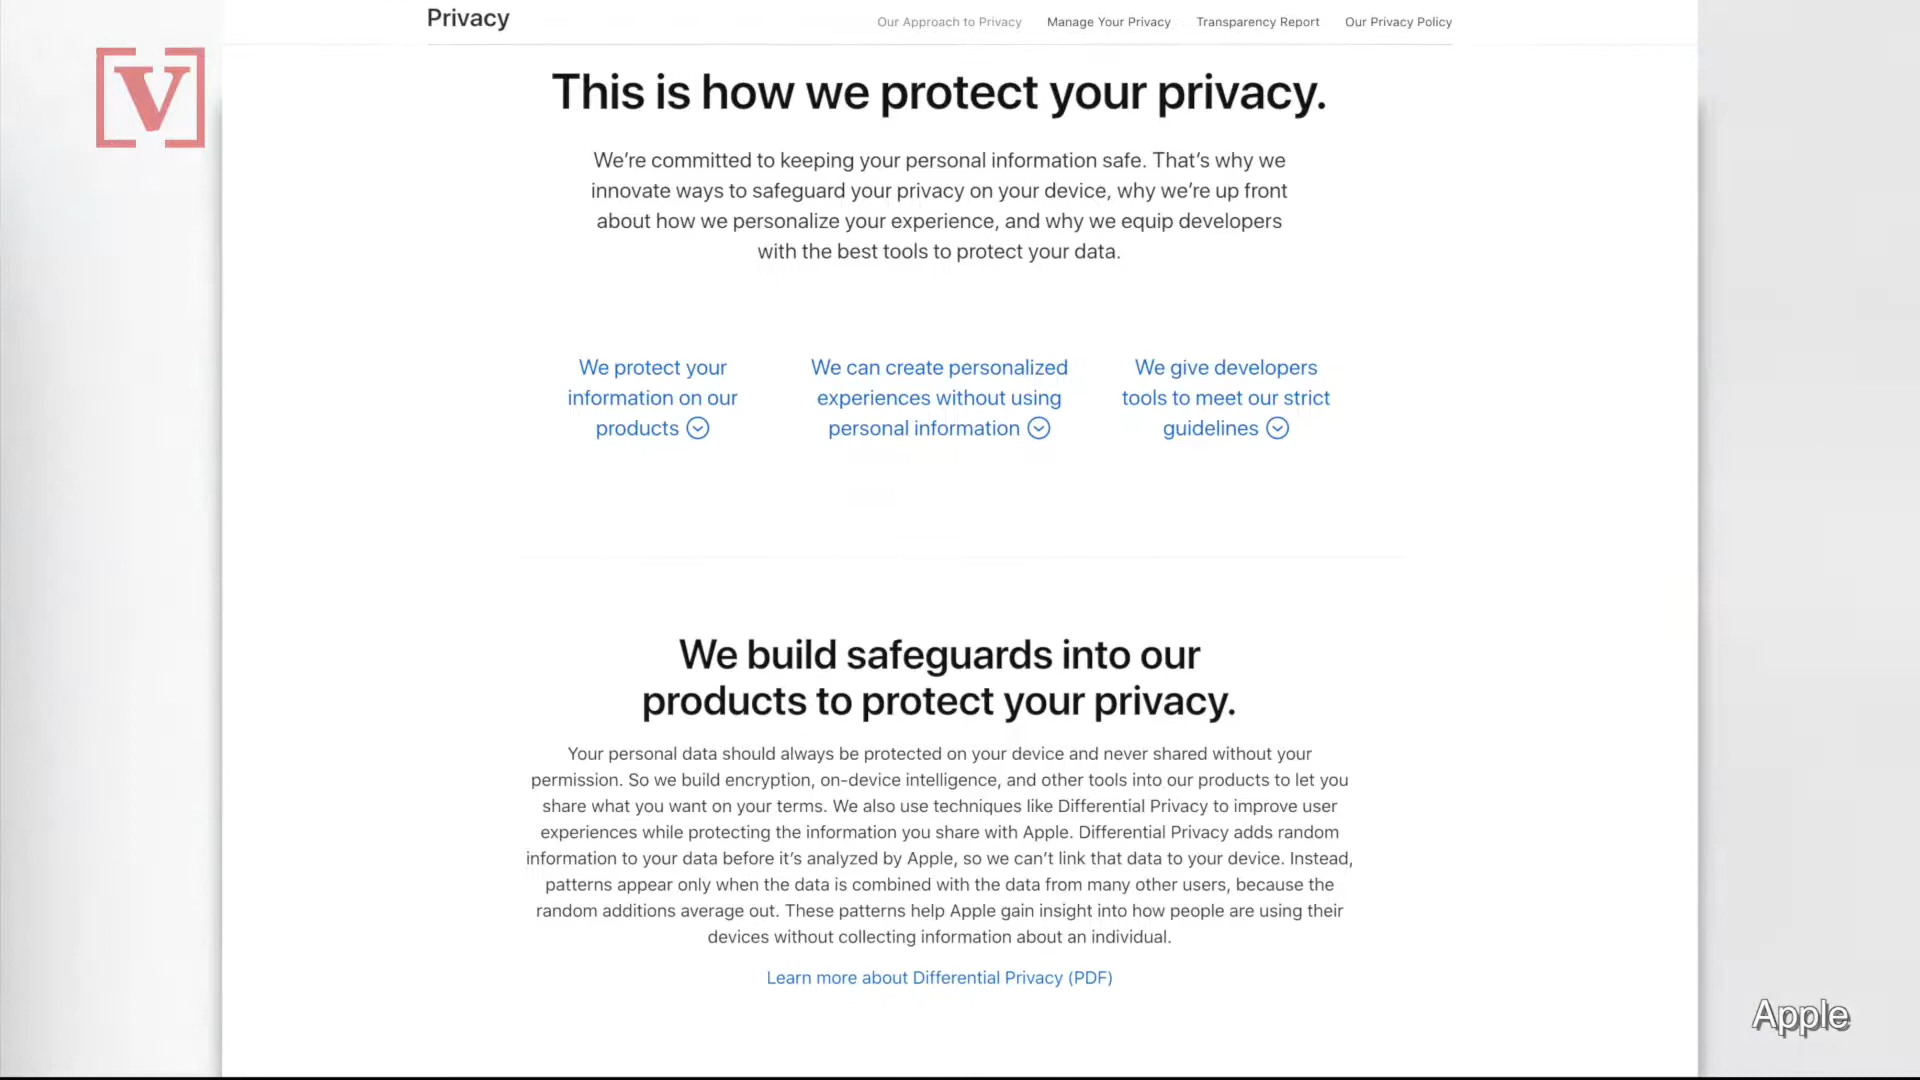 Privacy
Our Approach to Privacy
Manage Your Privacy
Transparency Report
Our Privacy Policy
V
This is how we protect your privacy.
We’re committed to keeping your personal information safe. That’s why we
innovate ways to safeguard your privacy on your device, why we’re up front
about how we personalize your experience, and why we equip developers
with the best tools to protect your data.
We protect your
information on our
products
We can create personalized
experiences without using
personal information
We give developers
tools to meet our strict
guidelines
We build safeguards into our
products to protect your privacy.
Your personal data should always be protected on your device and never shared without your
permission. So we build encryption, on-device intelligence, and other tools into our products to let you
share what you want on your terms. We also use techniques like Differential Privacy to improve user
experiences while protecting the information you share with Apple. Differential Privacy adds random
information to your data before it’s analyzed by Apple, so we can’t link that data to your device. Instead,
patterns appear only when the data is combined with the data from many other users, because the
random additions average out. These patterns help Apple gain insight into how people are using their
devices without collecting information about an individual.
Learn more about Differential Privacy (PDF)
Apple